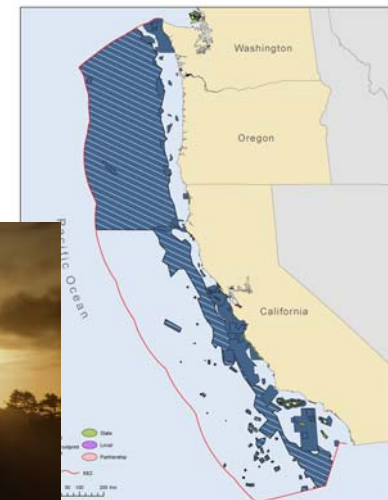 Washington
Oregon
Pacific Ocean
California
State
Local
Partnership
EEZ